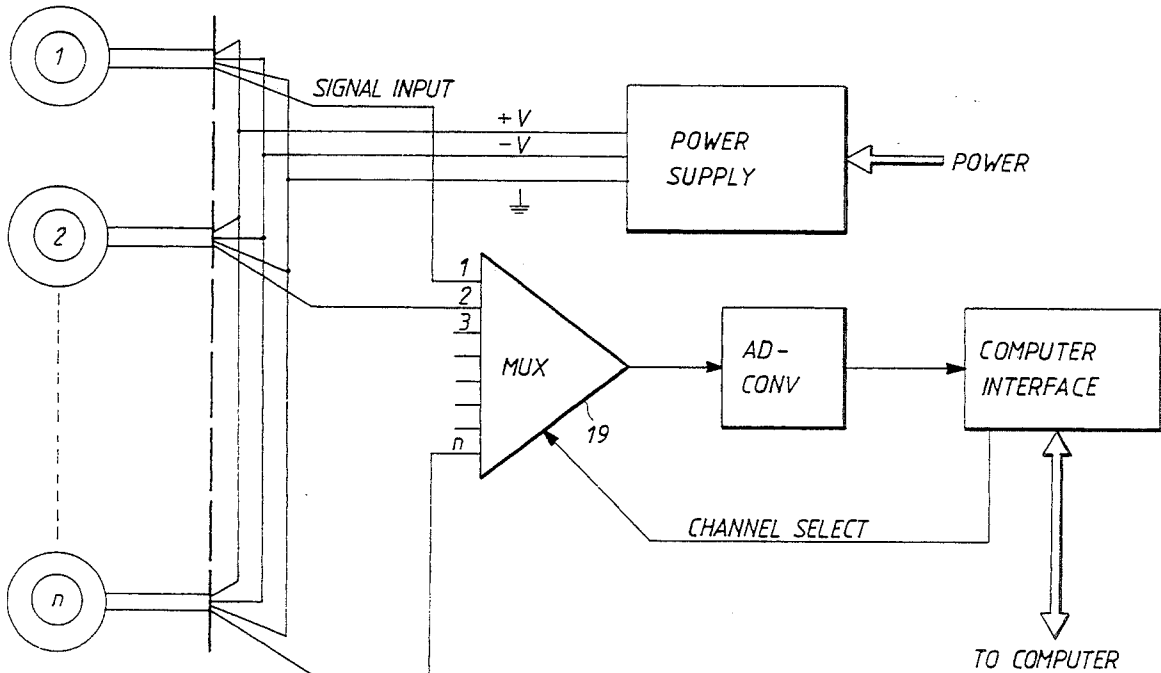 1
SIGNAL INPUT
+V
-V
POWER
SUPPLY
POWER
2
1
2
3
n
MUX
19
AD-
CONV
COMPUTER
INTERFACE
CHANNEL SELECT
n
TO COMPUTER